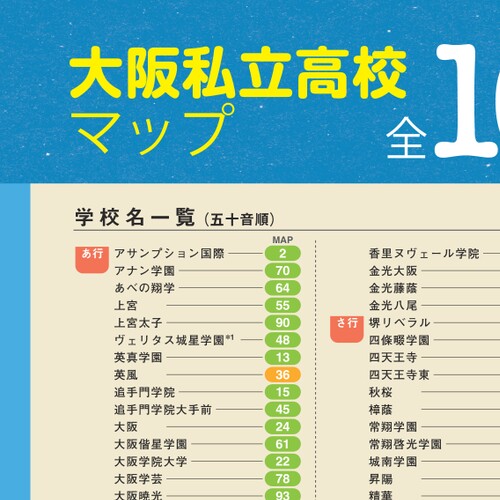 大阪私立高校
マップ
全
学校名一覧（五十音順）
MAP
あ行
アサンプション国際 2
アナン学園 70
あべの翔学 64
上宮 55
上宮太子 90
ヴェリタス城星学園*1 48
英真学園 13
英風 36
追手門学院 15
追手門学院大手前 45
大阪 24
大阪偕星学園 61
大阪学院大学 22
大阪学芸 78
大阪暁光 93
香里ヌヴェール学院
金光大阪
金光藤蔭
金光八尾
さ行
堺リベラル
四條畷学園
四天王寺
四天王寺東
秋桜
樟蔭
常翔学園
常翔啓光学園
城南学園
昇陽
精華